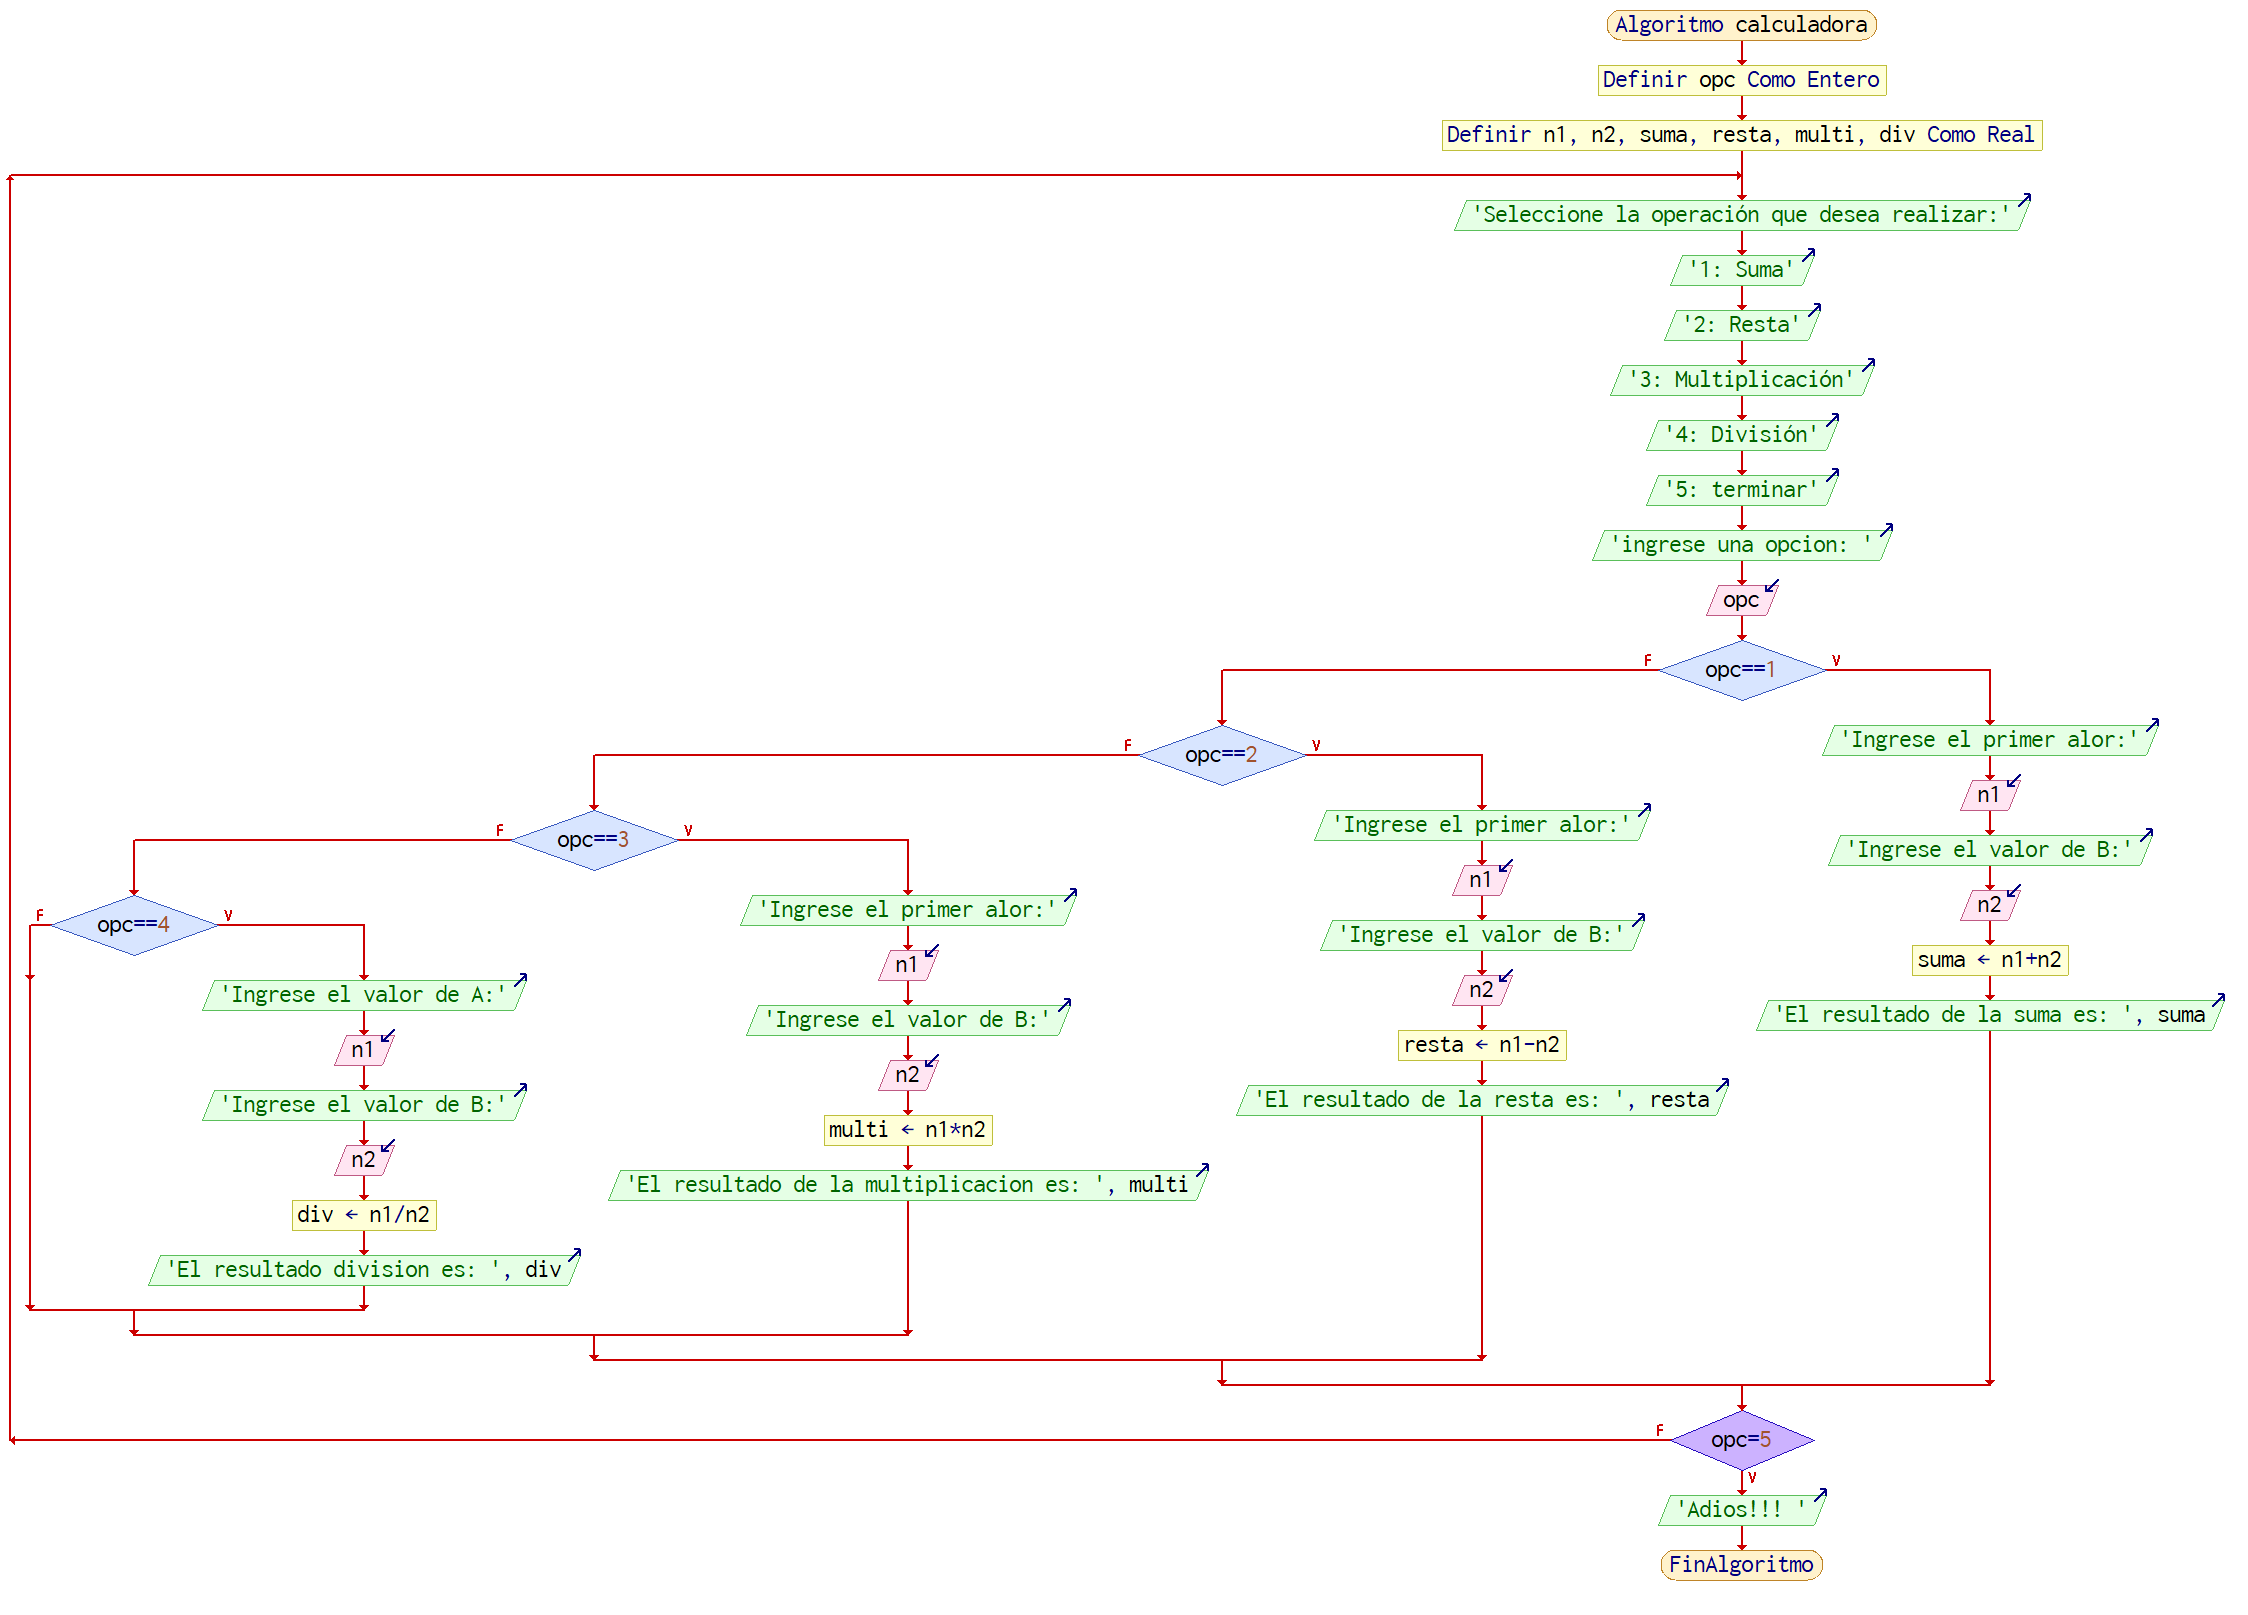 Algoritmo calculadora
Definir opc Como Entero
Definir n1, n2, suma, resta, multi, div Como Real
'Seleccione la operación que desea realizar:'
'1: Suma'
'2: Resta'
'3: Multiplicación'
'4: División'
'5: terminar'
'ingrese una opcion: '
opc
opc==1
F
V
'Ingrese el primer alor:'
n1
'Ingrese el valor de B:'
n2
suma ← n1+n2
'El resultado de la suma es: ', suma
opc==2
F
V
'Ingrese el primer alor:'
n1
'Ingrese el valor de B:'
n2
resta ← n1-n2
'El resultado de la resta es: ', resta
opc==3
F
V
'Ingrese el primer alor:'
n1
'Ingrese el valor de B:'
n2
multi ← n1*n2
'El resultado de la multiplicacion es: ', multi
opc==4
F
V
'Ingrese el valor de A:'
n1
'Ingrese el valor de B:'
n2
div ← n1/n2
'El resultado division es: ', div
opc=5
F
V
'Adios!!! '
FinAlgoritmo